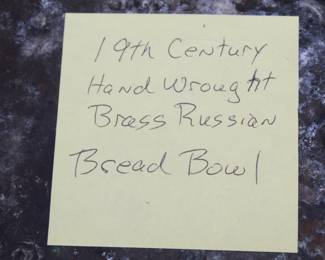 19th Century
Hand Wrought
Brass Russian
Bread Bowl